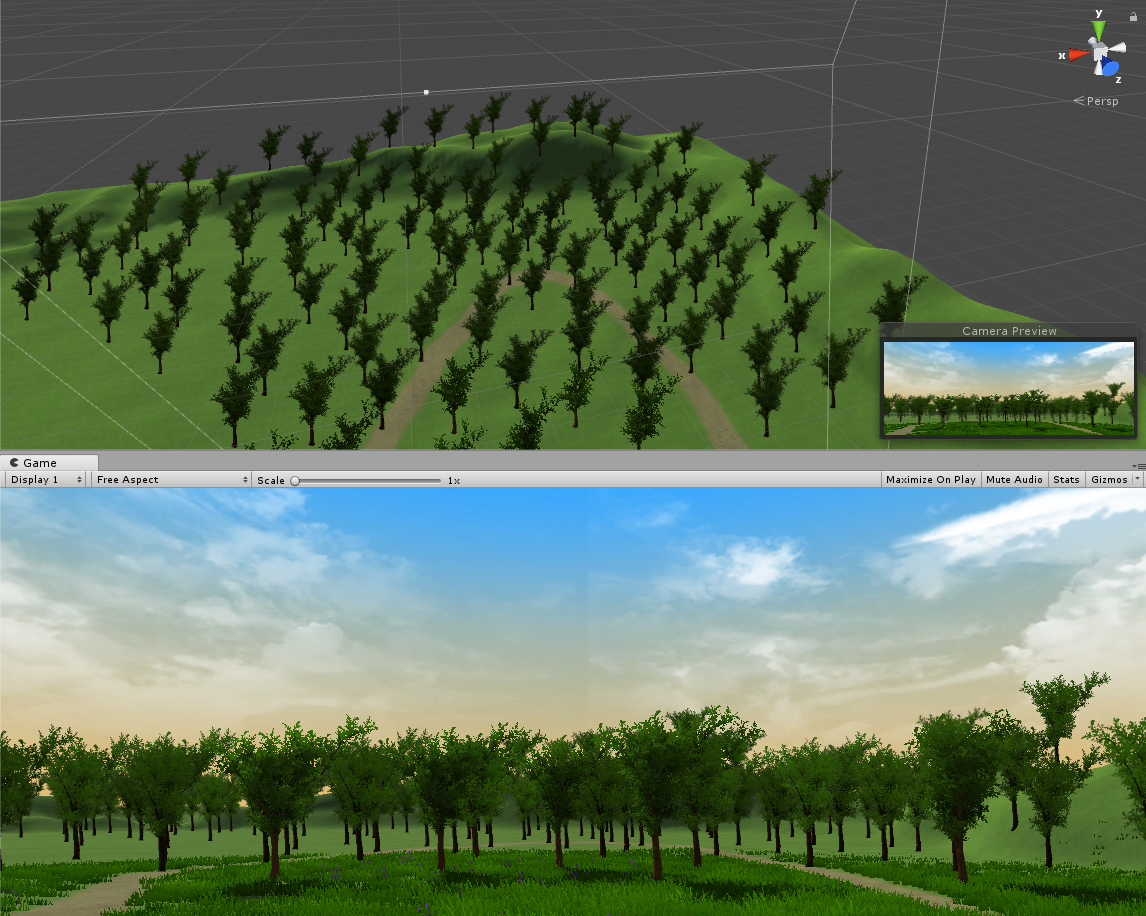 y
x
z
Persp
Camera Preview
Game
Display 1 Free Aspect Scale 1x Maximize On Play Mute Audio Stats Gizmos